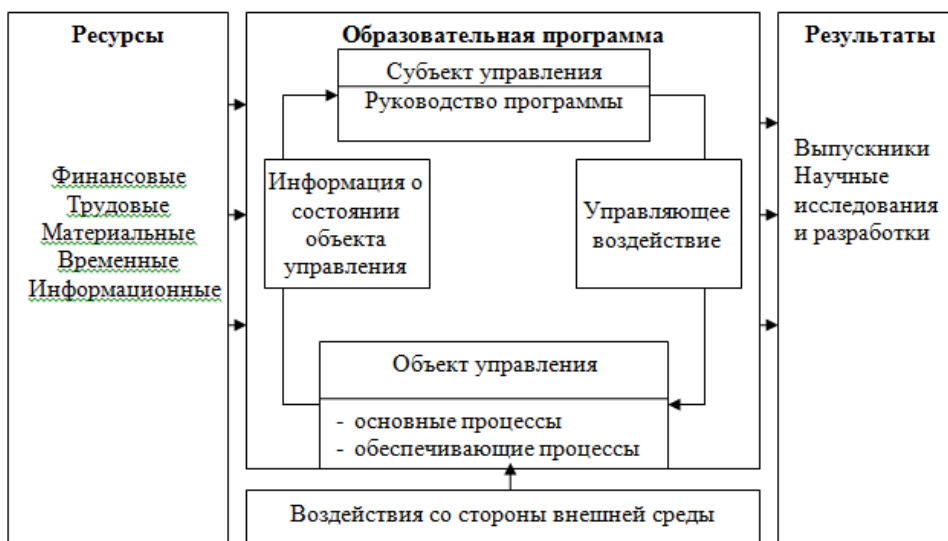 Ресурсы
Финансовые
Трудовые
Материальные
Временные
Информационные
Образовательная программа
Субъект управления
Руководство программы
Информация о
состоянии
объекта
управления
Управляющее
воздействие
Объект управления
- основные процессы
- обеспечивающие процессы
Воздействия со стороны внешней среды
Результаты
Выпускники
Научные
исследования
и разработки